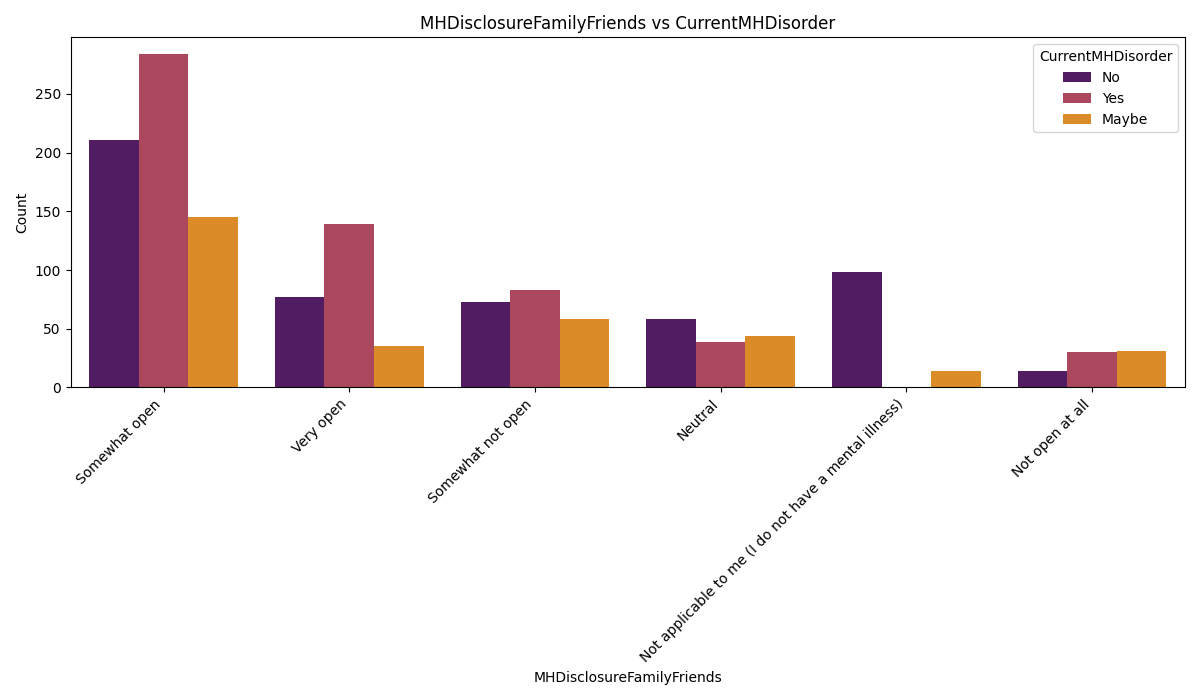 MHDisclosureFamilyFriends vs CurrentMHDisorder
CurrentMHDisorder
No
Yes
Maybe
Count
250
200
150
100
50
0
Somewhat open
Very open
Somewhat not open
Neutral
Not applicable to me (I do not have a mental illness)
Not open at all
MHDisclosureFamilyFriends